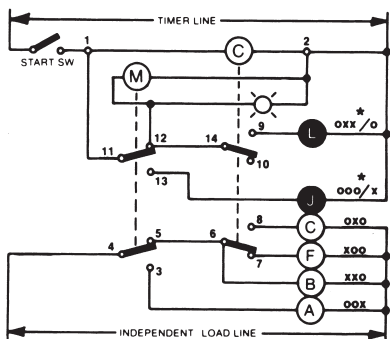 TIMER LINE
START SW
1
C
2
M
9
L
*
OXX/O
11
12
14
10
13
J
*
OOO/X
8
C
OXO
4
5
6
7
F
XOO
3
B
XXO
A
OOX
INDEPENDENT LOAD LINE